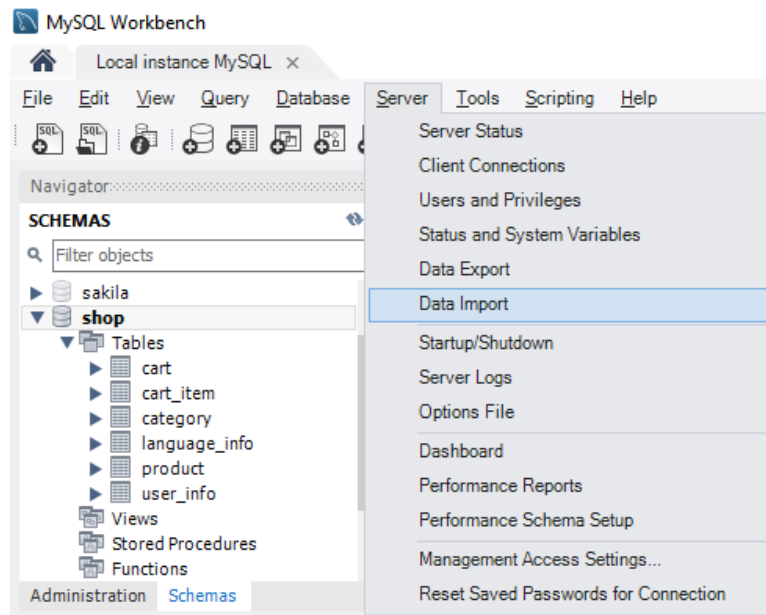 MySQL Workbench
Local instance MySQL
File Edit View Query Database Server Tools Scripting Help
SQL SQL
Navigator
SCHEMAS
Filter objects
sakila
shop
Tables
cart
cart_item
category
language_info
product
user_info
Views
Stored Procedures
Functions
Administration Schemas
Server Status
Client Connections
Users and Privileges
Status and System Variables
Data Export
Data Import
Startup/Shutdown
Server Logs
Options File
Dashboard
Performance Reports
Performance Schema Setup
Management Access Settings...
Reset Saved Passwords for Connection